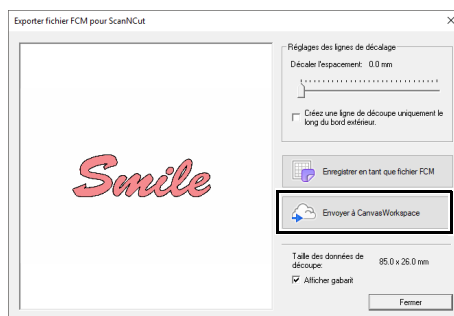 Exporter fichier FCM pour ScanNCut
Réglages des lignes de décalage
Décaler l'espacement: 0.0 mm
Créez une ligne de découpe uniquement le
long du bord extérieur.
Smile
Enregistrer en tant que fichier FCM
Envoyer à CanvasWorkspace
Taille des données de
découpe: 85.0 x 26.0 mm
Afficher gabarit
Fermer